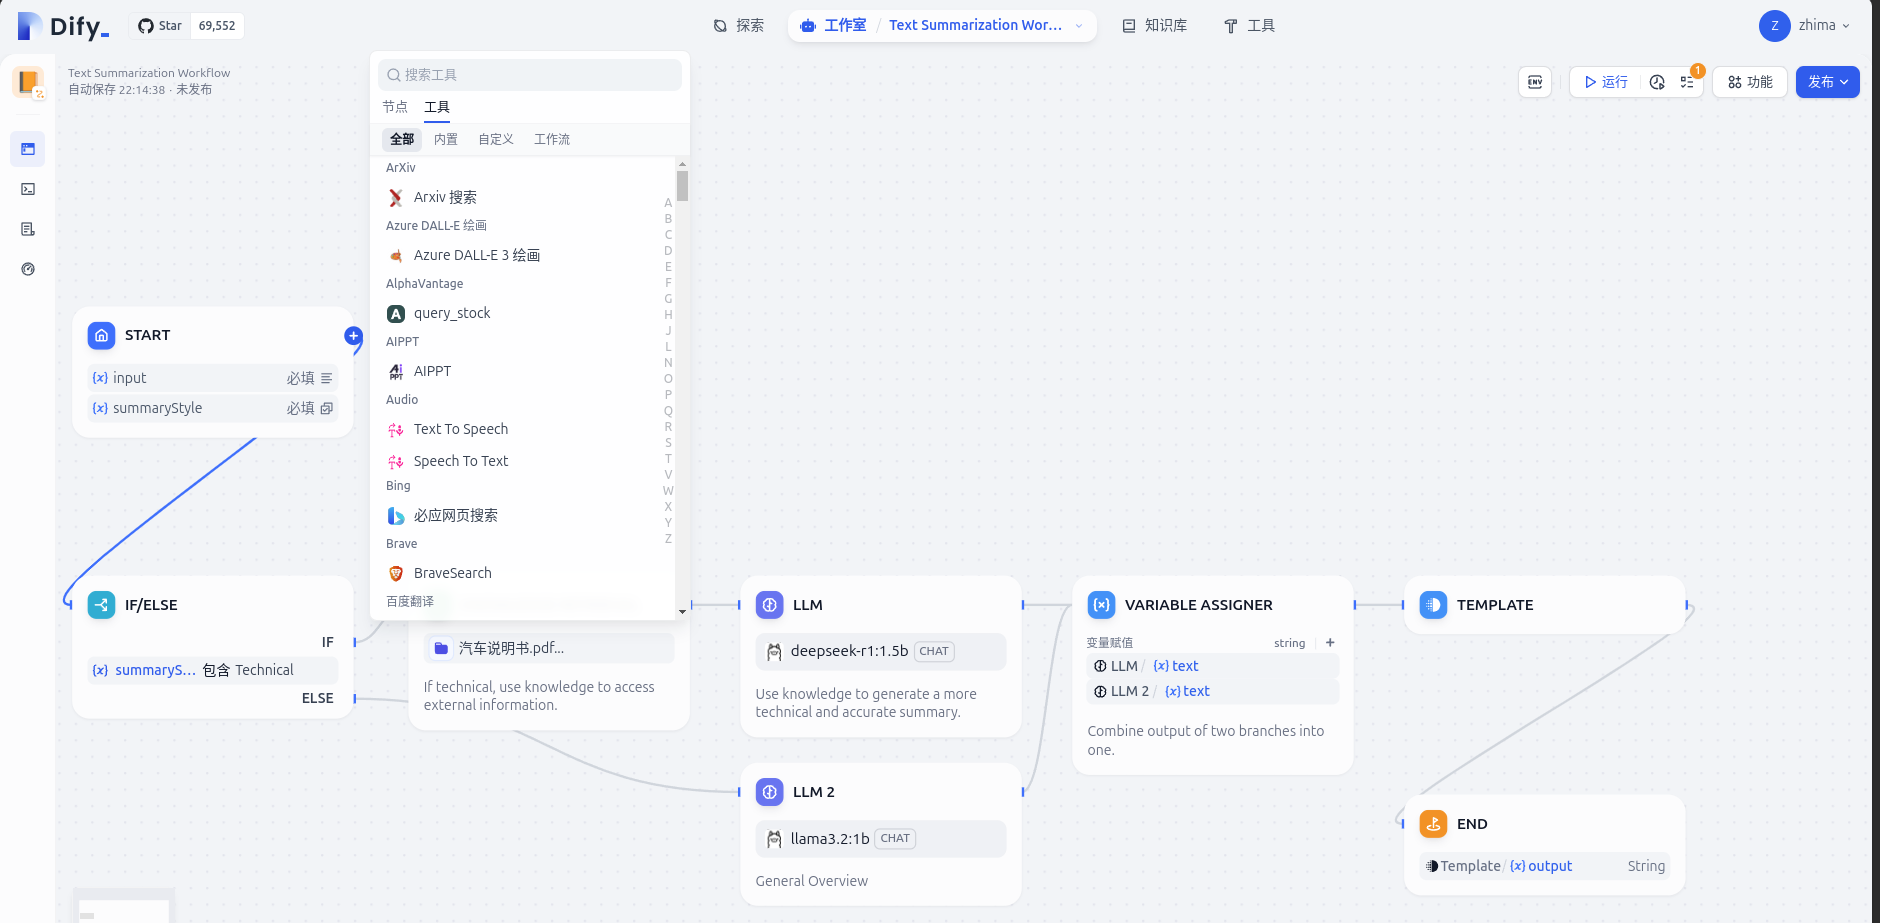 Dify_
Star 69,552
探索
工作室 / Text Summarization Wor...
知识库
工具
Z zhima
Text Summarization Workflow
自动保存 22:14:38 · 未发布
ENV
运行
1
功能
发布
搜索工具
节点 工具
全部 内置 自定义 工作流
ArXiv
Arxiv 搜索
Azure DALL-E 绘画
Azure DALL-E 3 绘画
AlphaVantage
query_stock
AIPPT
AIPPT
Audio
Text To Speech
Speech To Text
Bing
必应网页搜索
Brave
BraveSearch
百度翻译
A
B
C
D
E
F
G
H
J
L
N
O
P
Q
R
S
T
V
W
X
Y
Z
START
{x} input 必填
{x} summaryStyle 必填
IF/ELSE
IF
{x} summaryS... 包含 Technical
ELSE
汽车说明书.pdf...
If technical, use knowledge to access
external information.
LLM
deepseek-r1:1.5b CHAT
Use knowledge to generate a more
technical and accurate summary.
LLM 2
llama3.2:1b CHAT
General Overview
VARIABLE ASSIGNER
变量赋值 string +
LLM / {x} text
LLM 2 / {x} text
Combine output of two branches into
one.
TEMPLATE
END
Template / {x} output String